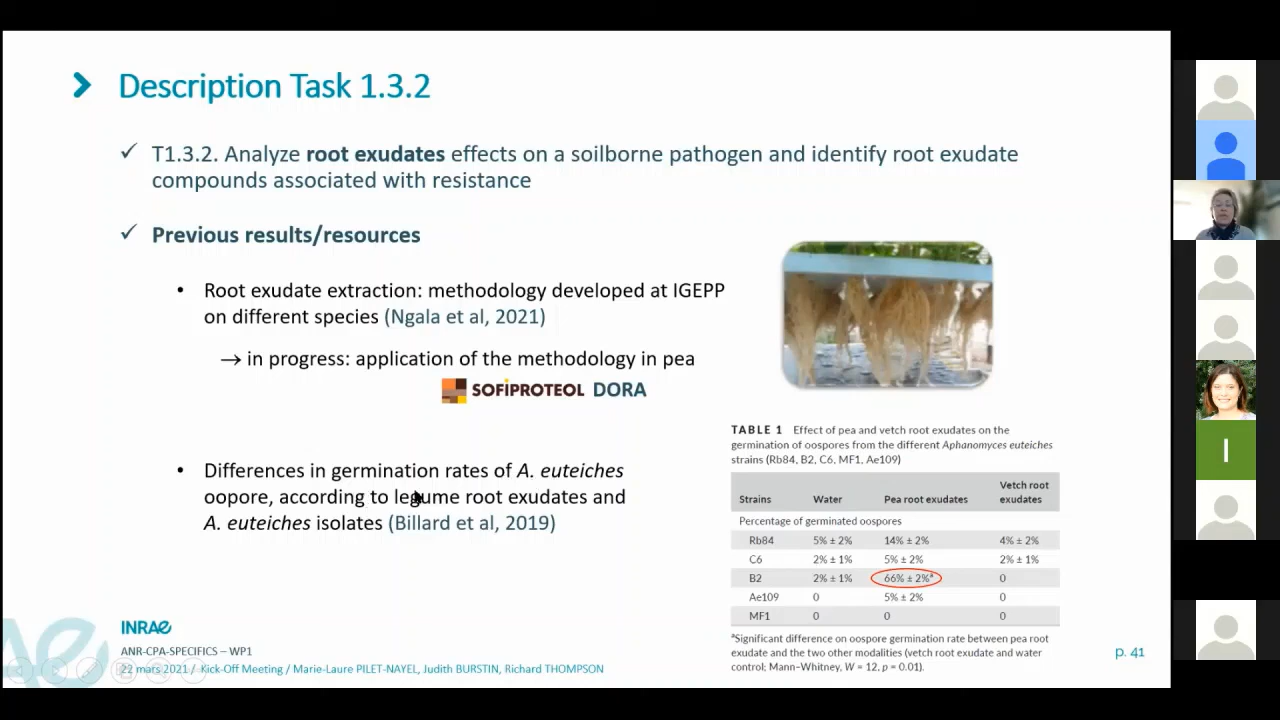 Description Task 1.3.2
T1.3.2. Analyze root exudates effects on a soilborne pathogen and identify root exudate
compounds associated with resistance
Previous results/resources
Root exudate extraction: methodology developed at IGEPP
on different species (Ngala et al, 2021)
→ in progress: application of the methodology in pea
SOFIPROTEOL DORA
Differences in germination rates of A. euteiches
oopore, according to legume root exudates and
A. euteiches isolates (Billard et al, 2019)
TABLE 1 Effect of pea and vetch root exudates on the
germination of oospores from the different Aphanomyces euteiches
strains (Rb84, B2, C6, MF1, Ae109)
Strains Water Pea root exudates Vetch root exudates
Percentage of germinated oospores
Rb84 5% ± 2% 14% ± 2% 4% ± 2%
C6 2% ± 1% 5% ± 2% 2% ± 1%
B2 2% ± 1% 66% ± 2%ᵃ 0
Ae109 0 5% ± 2% 0
MF1 0 0 0
ᵃSignificant difference on oospore germination rate between pea root
exudate and the two other modalities (vetch root exudate and water
control; Mann–Whitney, W = 12, p = 0.01).
INRAE
ANR-CPA-SPECIFICS – WP1
22 mars 2021 / Kick-Off Meeting / Marie-Laure PILET-NAYEL, Judith BURSTIN, Richard THOMPSON
p. 41
I